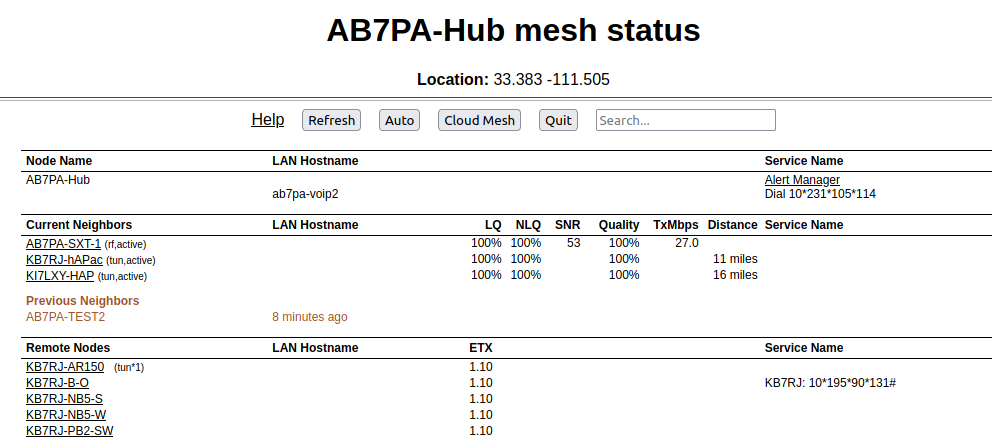 AB7PA-Hub mesh status
Location: 33.383 -111.505
Help Refresh Auto Cloud Mesh Quit Search...
Node Name LAN Hostname Service Name
AB7PA-Hub Alert Manager
ab7pa-voip2 Dial 10*231*105*114
Current Neighbors LAN Hostname LQ NLQ SNR Quality TxMbps Distance Service Name
AB7PA-SXT-1 (rf,active) 100% 100% 53 100% 27.0
KB7RJ-hAPac (tun,active) 100% 100% 100% 11 miles
KI7LXY-HAP (tun,active) 100% 100% 100% 16 miles
Previous Neighbors
AB7PA-TEST2 8 minutes ago
Remote Nodes LAN Hostname ETX Service Name
KB7RJ-AR150 (tun*1) 1.10
KB7RJ-B-O 1.10 KB7RJ: 10*195*90*131#
KB7RJ-NB5-S 1.10
KB7RJ-NB5-W 1.10
KB7RJ-PB2-SW 1.10